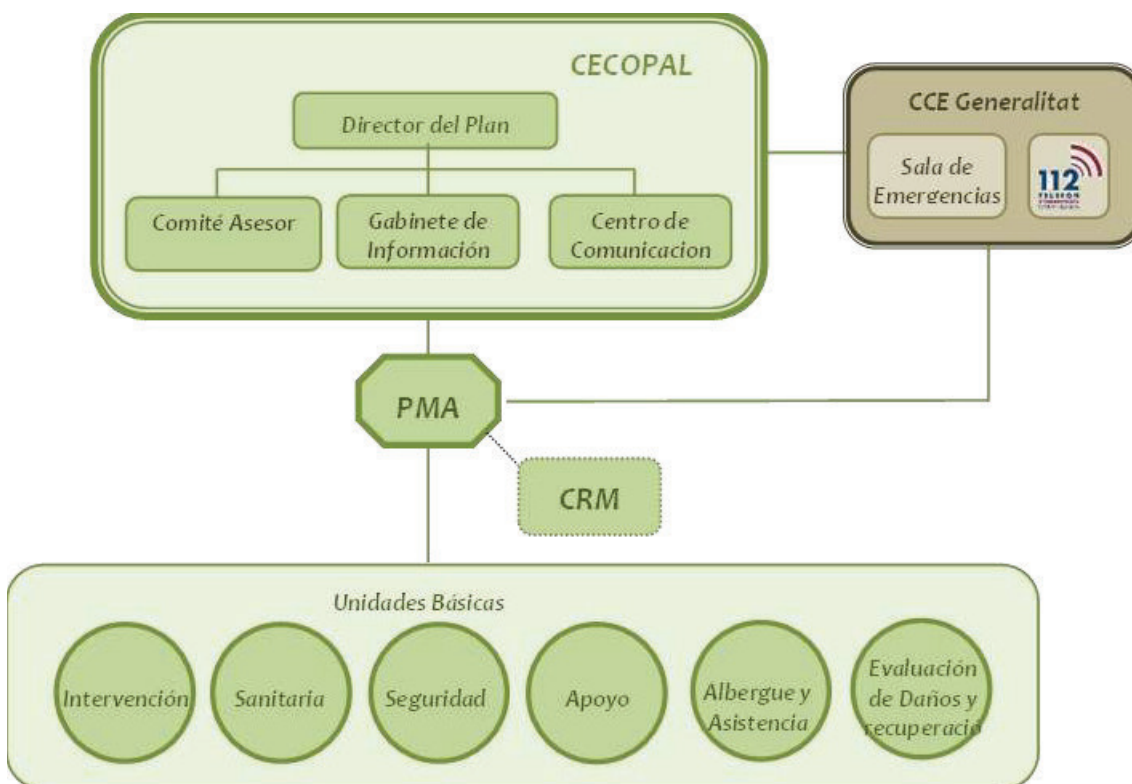 CECOPAL
Director del Plan
Comité Asesor
Gabinete de
Información
Centro de
Comunicacion
CCE Generalitat
Sala de
Emergencias
112
PMA
CRM
Unidades Básicas
Intervención
Sanitaria
Seguridad
Apoyo
Albergue y
Asistencia
Evaluación
de Daños y
recuperació